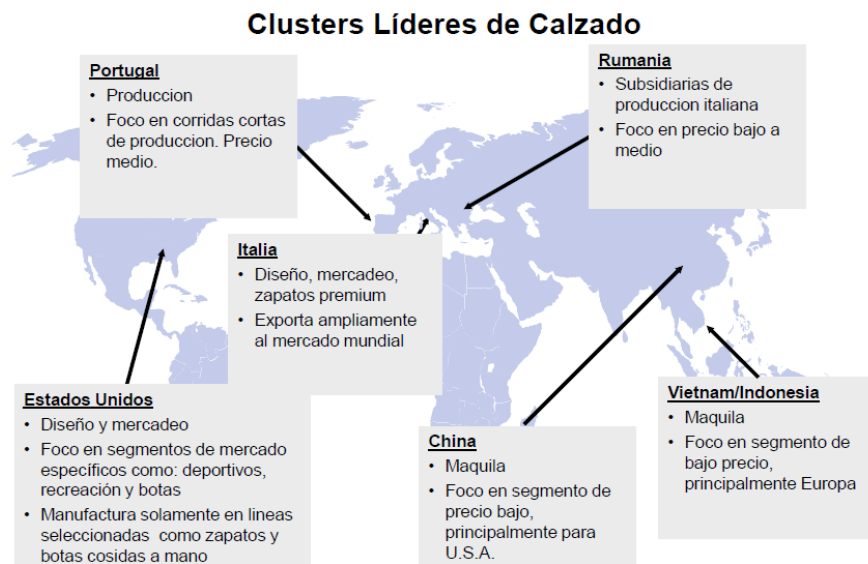 Clusters Líderes de Calzado
Portugal
• Produccion
• Foco en corridas cortas
de produccion. Precio
medio.
Rumania
• Subsidiarias de
produccion italiana
• Foco en precio bajo a
medio
Italia
• Diseño, mercadeo,
zapatos premium
• Exporta ampliamente
al mercado mundial
Estados Unidos
• Diseño y mercadeo
• Foco en segmentos de mercado
específicos como: deportivos,
recreación y botas
• Manufactura solamente en lineas
seleccionadas como zapatos y
botas cosidas a mano
China
• Maquila
• Foco en segmento de
precio bajo,
principalmente para
U.S.A.
Vietnam/Indonesia
• Maquila
• Foco en segmento de
bajo precio,
principalmente Europa